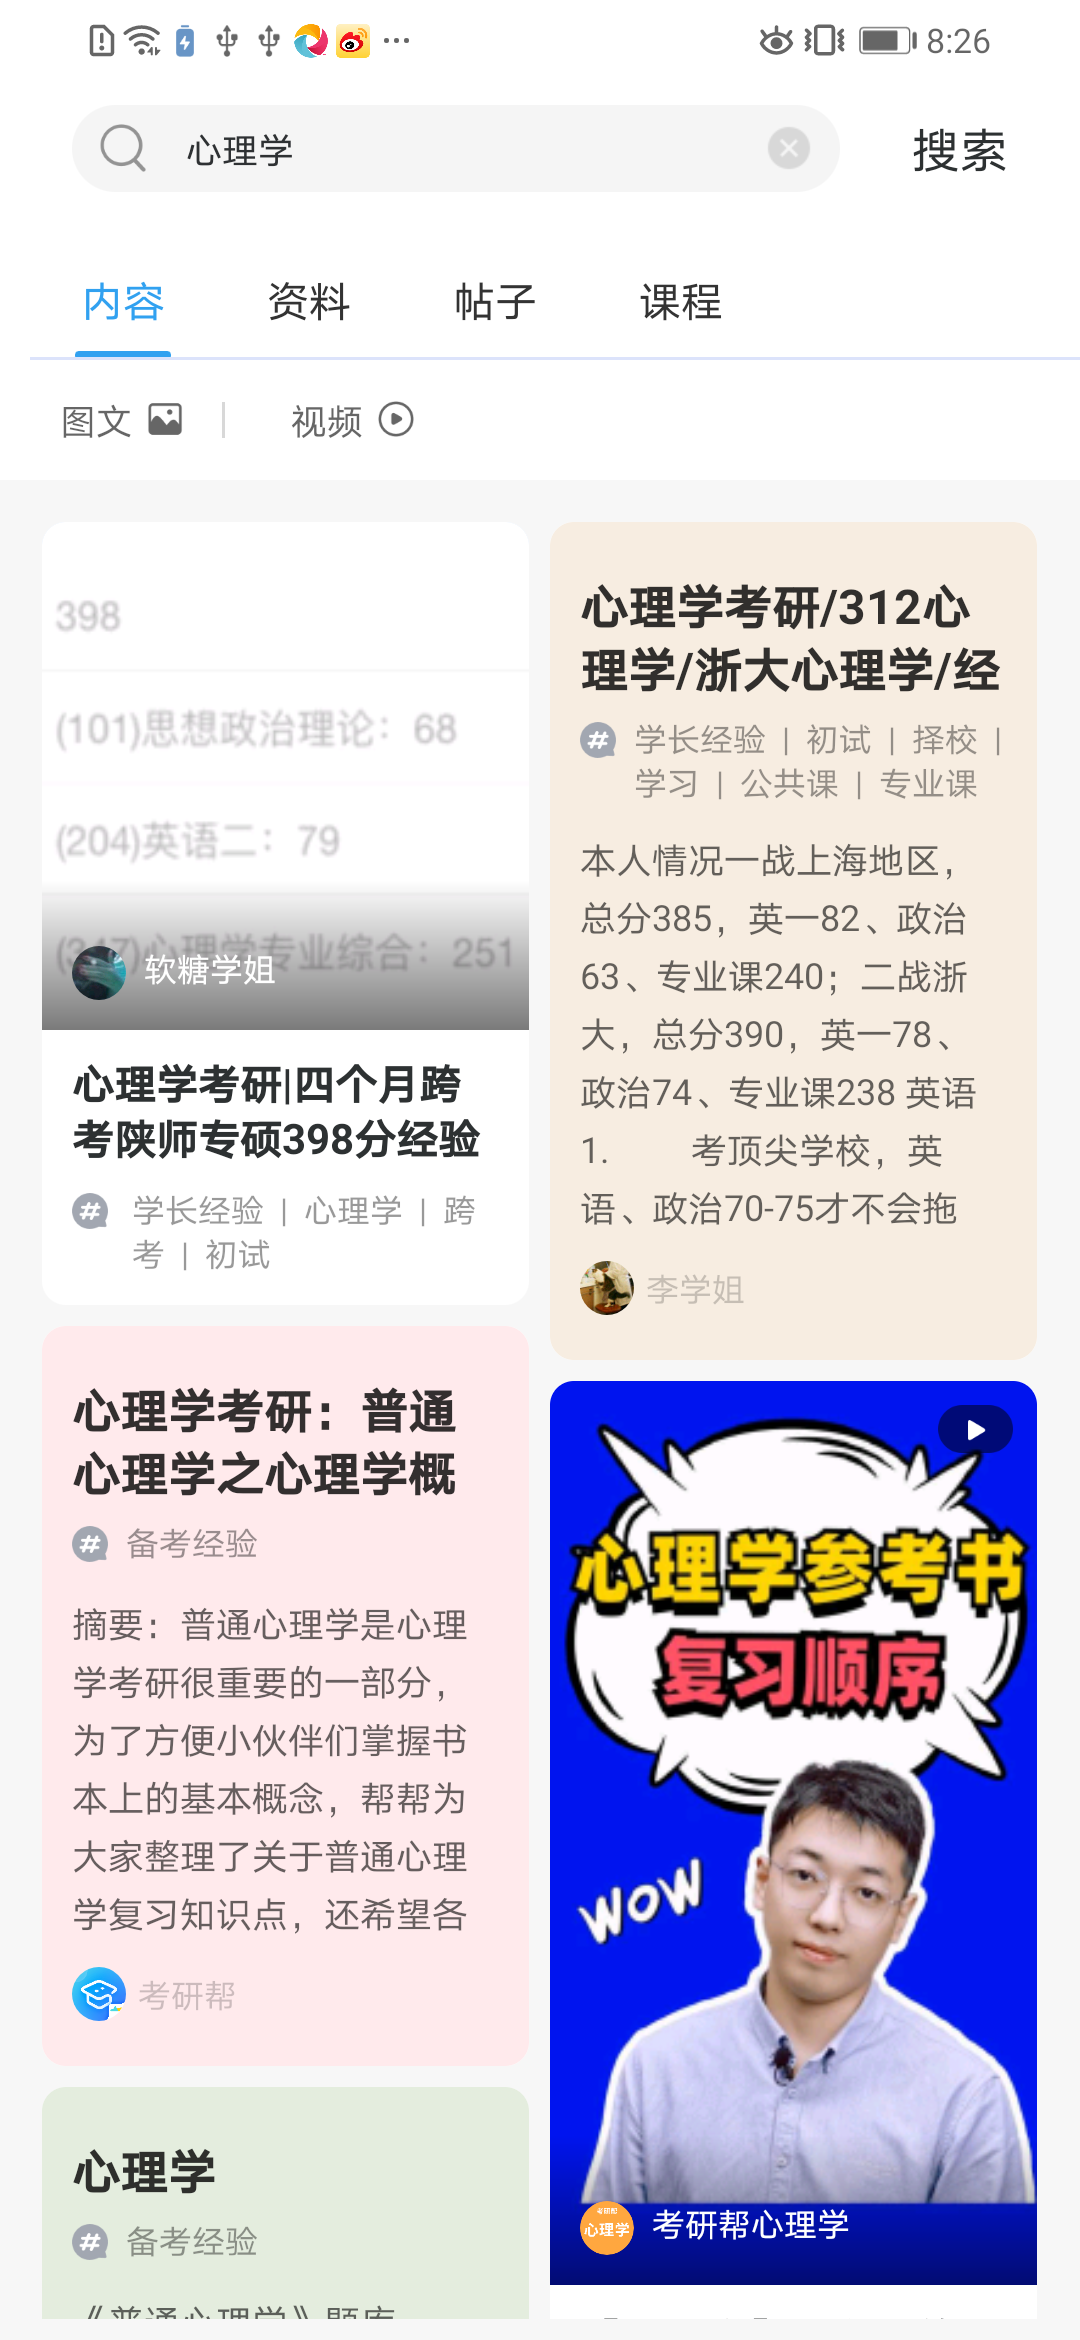 8:26
心理学
搜索
内容
资料
帖子
课程
图文
视频
398
(101)思想政治理论：68
(204)英语二：79
(347)心理学专业综合：251
软糖学姐
心理学考研|四个月跨
考陕师专硕398分经验
学长经验 | 心理学 | 跨
考 | 初试
心理学考研：普通
心理学之心理学概
备考经验
摘要：普通心理学是心理
学考研很重要的一部分，
为了方便小伙伴们掌握书
本上的基本概念，帮帮为
大家整理了关于普通心理
学复习知识点，还希望各
考研帮
心理学
备考经验
《普通心理学》题库
心理学考研/312心
理学/浙大心理学/经
学长经验 | 初试 | 择校 |
学习 | 公共课 | 专业课
本人情况一战上海地区，
总分385，英一82、政治
63、专业课240；二战浙
大，总分390，英一78、
政治74、专业课238 英语
1. 考顶尖学校，英
语、政治70-75才不会拖
李学姐
心理学参考书
复习顺序
WOW
考研帮
心理学
考研帮心理学